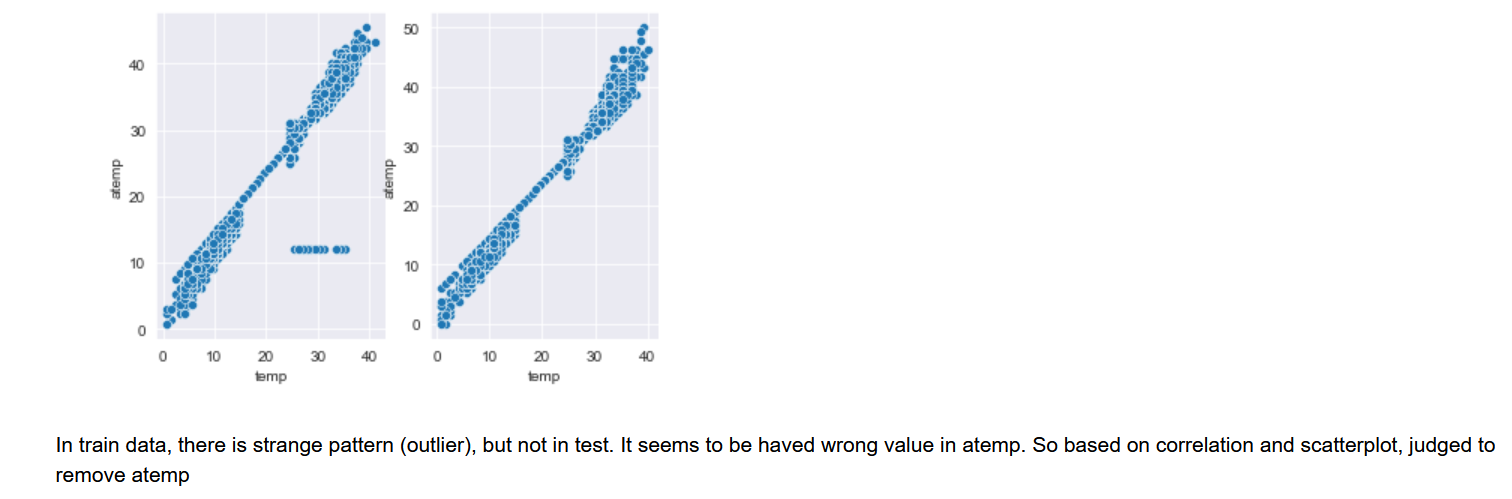 50
40
40
30
30
atemp
atemp
20
20
10
10
0
0
0 10 20 30 40
0 10 20 30 40
temp
temp
In train data, there is strange pattern (outlier), but not in test. It seems to be haved wrong value in atemp. So based on correlation and scatterplot, judged to
remove atemp